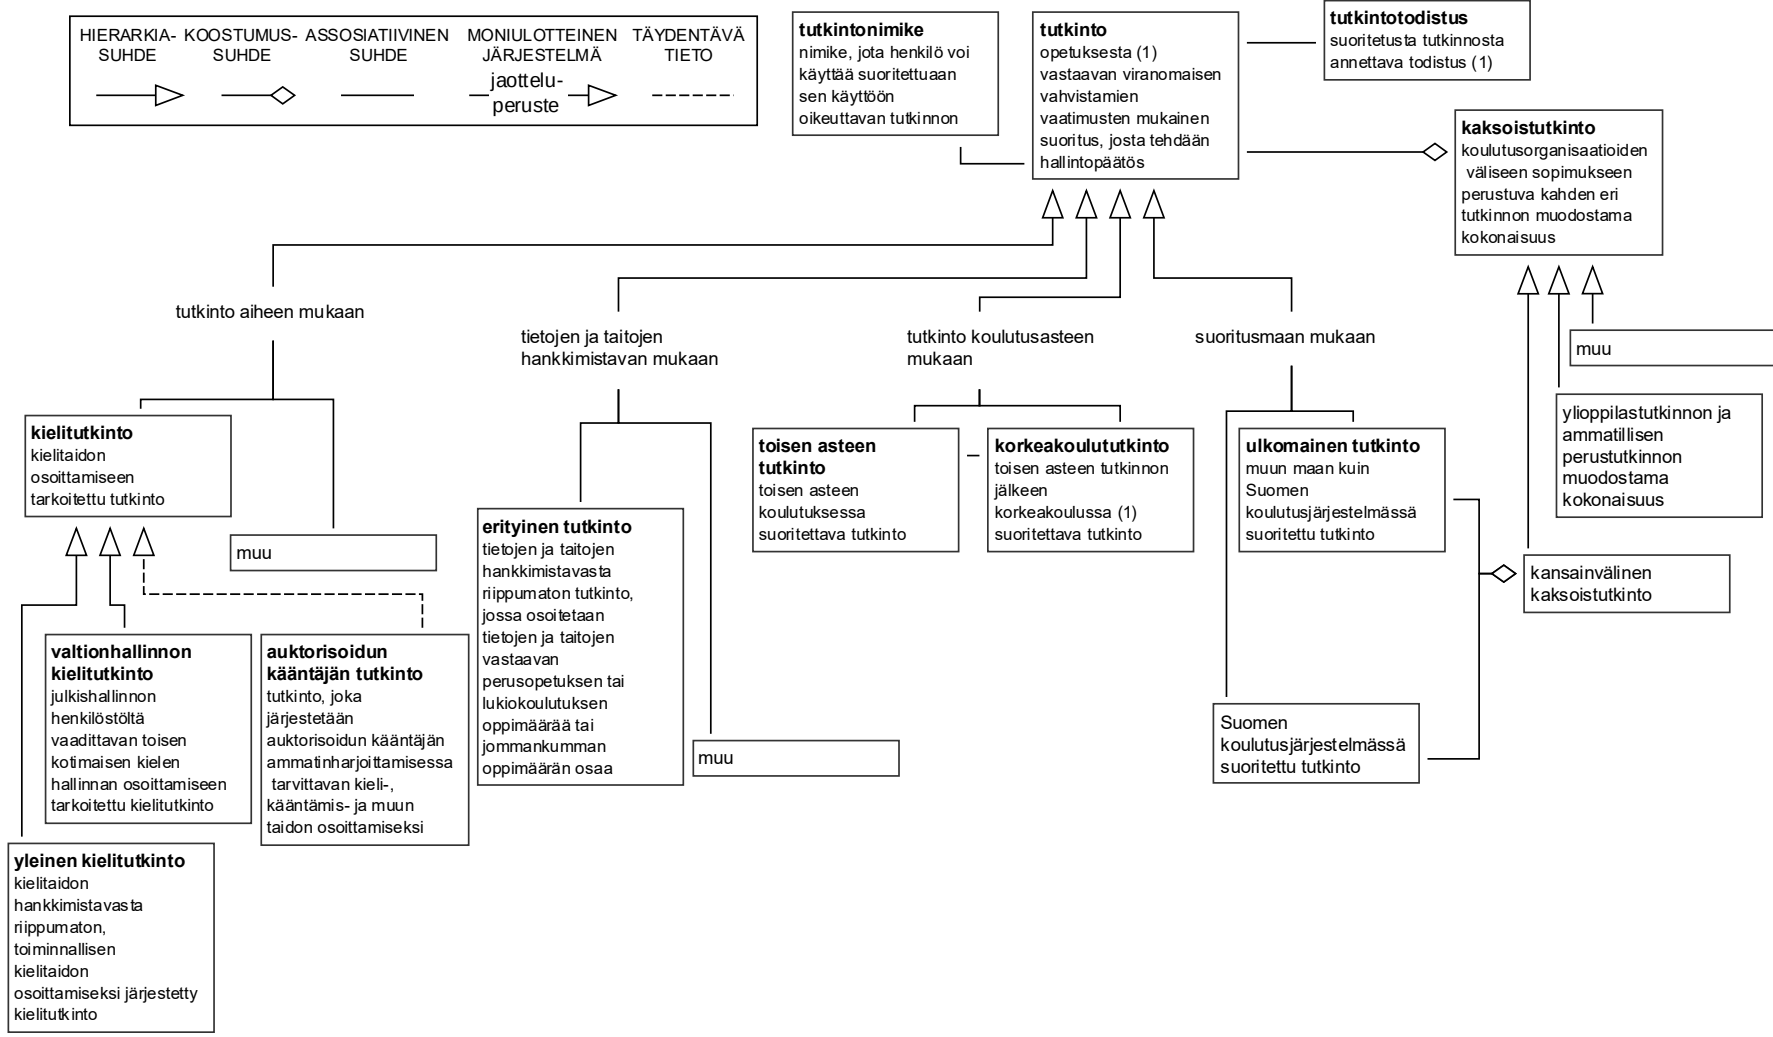 HIERARKIA-
SUHDE
KOOSTUMUS-
SUHDE
ASSOSIATIIVINEN
SUHDE
MONIULOTTEINEN
JÄRJESTELMÄ
jaottelu-
peruste
TÄYDENTÄVÄ
TIETO
tutkintonimike
nimike, jota henkilö voi
käyttää suoritettuaan
sen käyttöön
oikeuttavan tutkinnon
tutkinto
opetuksesta (1)
vastaavan viranomaisen
vahvistamien
vaatimusten mukainen
suoritus, josta tehdään
hallintopäätös
tutkintotodistus
suoritetusta tutkinnosta
annettava todistus (1)
kaksoistutkinto
koulutusorganisaatioiden
väliseen sopimukseen
perustuva kahden eri
tutkinnon muodostama
kokonaisuus
tutkinto aiheen mukaan
tietojen ja taitojen
hankkimistavan mukaan
tutkinto koulutusasteen
mukaan
suoritusmaan mukaan
muu
ylioppilastutkinnon ja
ammatillisen
perustutkinnon
muodostama
kokonaisuus
kielitutkinto
kielitaidon
osoittamiseen
tarkoitettu tutkinto
muu
erityinen tutkinto
tietojen ja taitojen
hankkimistavasta
riippumaton tutkinto,
jossa osoitetaan
tietojen ja taitojen
vastaavan
perusopetuksen tai
lukiokoulutuksen
oppimäärää tai
jommankumman
oppimäärän osaa
muu
toisen asteen
tutkinto
toisen asteen
koulutuksessa
suoritettava tutkinto
korkeakoulututkinto
toisen asteen tutkinnon
jälkeen
korkeakoulussa (1)
suoritettava tutkinto
ulkomainen tutkinto
muun maan kuin
Suomen
koulutusjärjestelmässä
suoritettu tutkinto
kansainvälinen
kaksoistutkinto
Suomen
koulutusjärjestelmässä
suoritettu tutkinto
valtionhallinnon
kielitutkinto
julkishallinnon
henkilöstöltä
vaadittavan toisen
kotimaisen kielen
hallinnan osoittamiseen
tarkoitettu kielitutkinto
auktorisoidun
kääntäjän tutkinto
tutkinto, joka
järjestetään
auktorisoidun kääntäjän
ammatinharjoittamisessa
tarvittavan kieli-,
kääntämis- ja muun
taidon osoittamiseksi
yleinen kielitutkinto
kielitaidon
hankkimistavasta
riippumaton,
toiminnallisen
kielitaidon
osoittamiseksi järjestetty
kielitutkinto